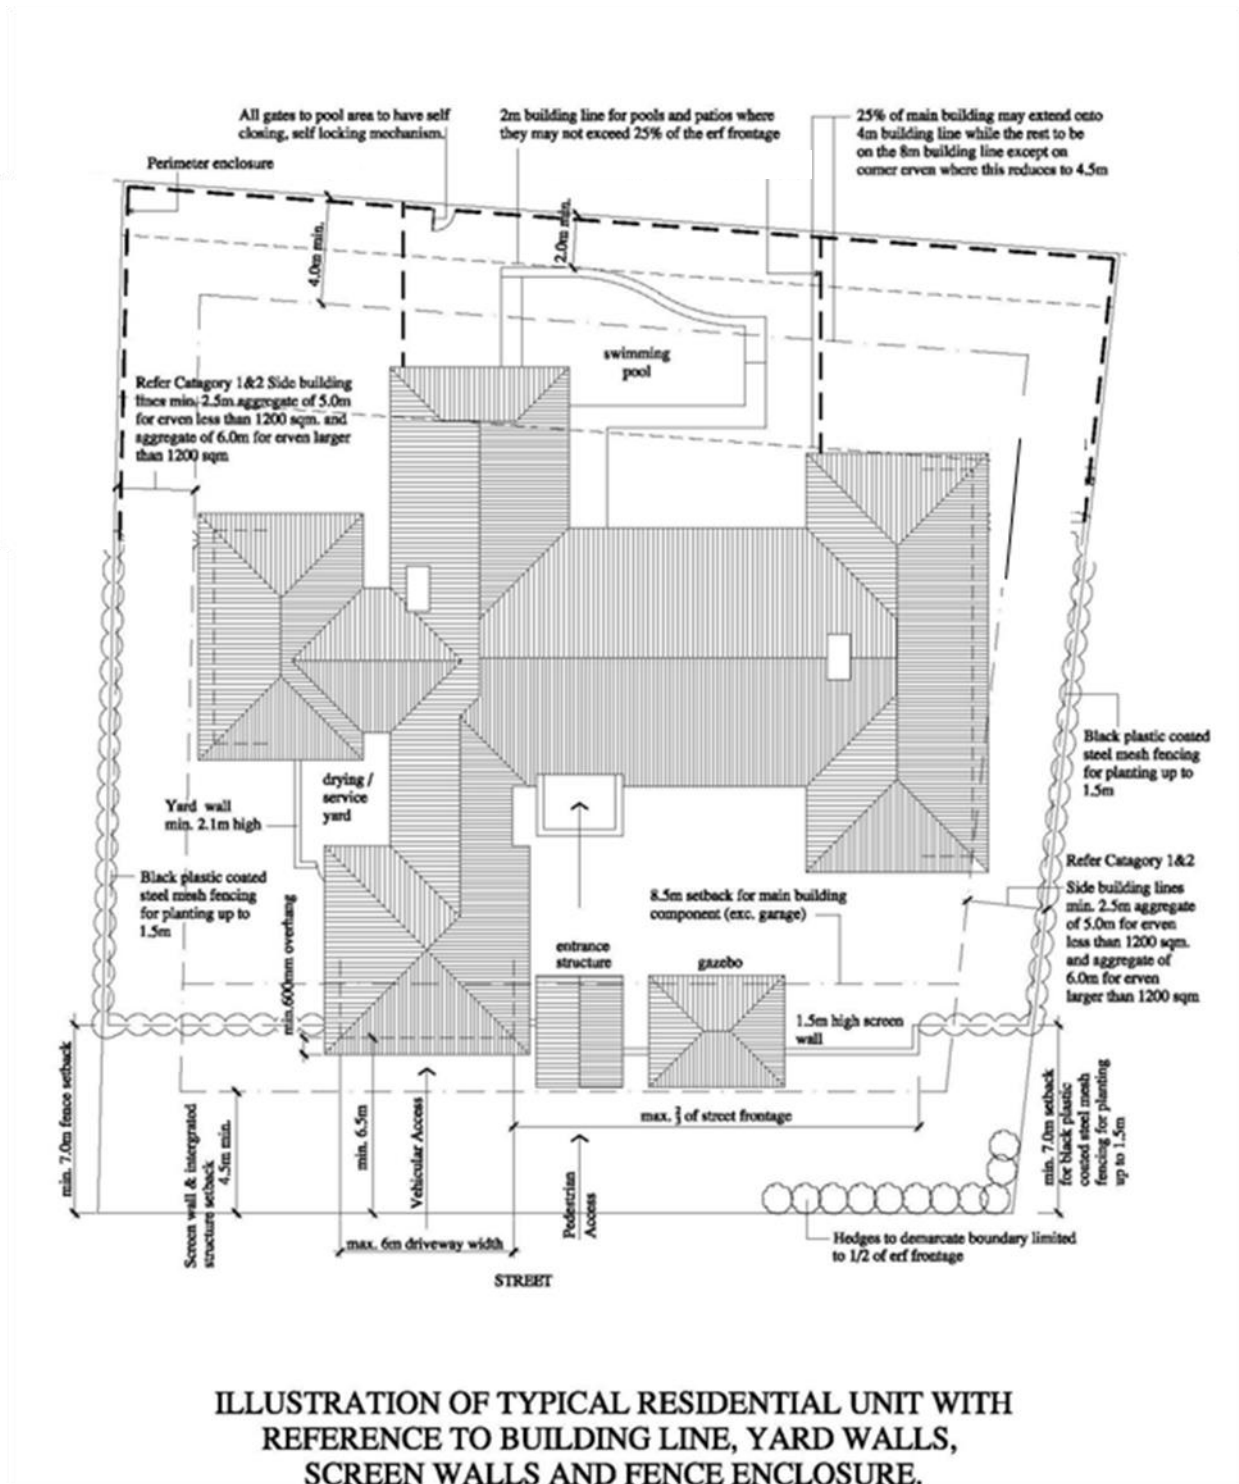 All gates to pool area to have self
closing, self locking mechanism.
2m building line for pools and patios where
they may not exceed 25% of the erf frontage
25% of main building may extend onto
4m building line while the rest to be
on the 8m building line except on
corner erven where this reduces to 4.5m
Perimeter enclosure
4.0m min.
2.0m min.
swimming
pool
Refer Catagory 1&2 Side building
lines min. 2.5m aggregate of 5.0m
for erven less than 1200 sqm. and
aggregate of 6.0m for erven larger
than 1200 sqm
Black plastic coated
steel mesh fencing
for planting up to
1.5m
drying /
service
yard
Yard wall
min. 2.1m high
Black plastic coated
steel mesh fencing
for planting up to
1.5m
Refer Catagory 1&2
Side building lines
min. 2.5m aggregate
of 5.0m for erven
less than 1200 sqm.
and aggregate of
6.0m for erven
larger than 1200 sqm
8.5m setback for main building
component (exc. garage)
min.600mm overhang
entrance
structure
gazebo
1.5m high screen
wall
min. 7.0m fence setback
Screen wall & intergrated
structure setback
4.5m min.
min. 6.5m
Vehicular Access
max. ⅔ of street frontage
Pedestrian
Access
min. 7.0m setback
for black plastic
coated steel mesh
fencing for planting
up to 1.5m
max. 6m driveway width
Hedges to demarcate boundary limited
to 1/2 of erf frontage
STREET
ILLUSTRATION OF TYPICAL RESIDENTIAL UNIT WITH
REFERENCE TO BUILDING LINE, YARD WALLS,
SCREEN WALLS AND FENCE ENCLOSURE.